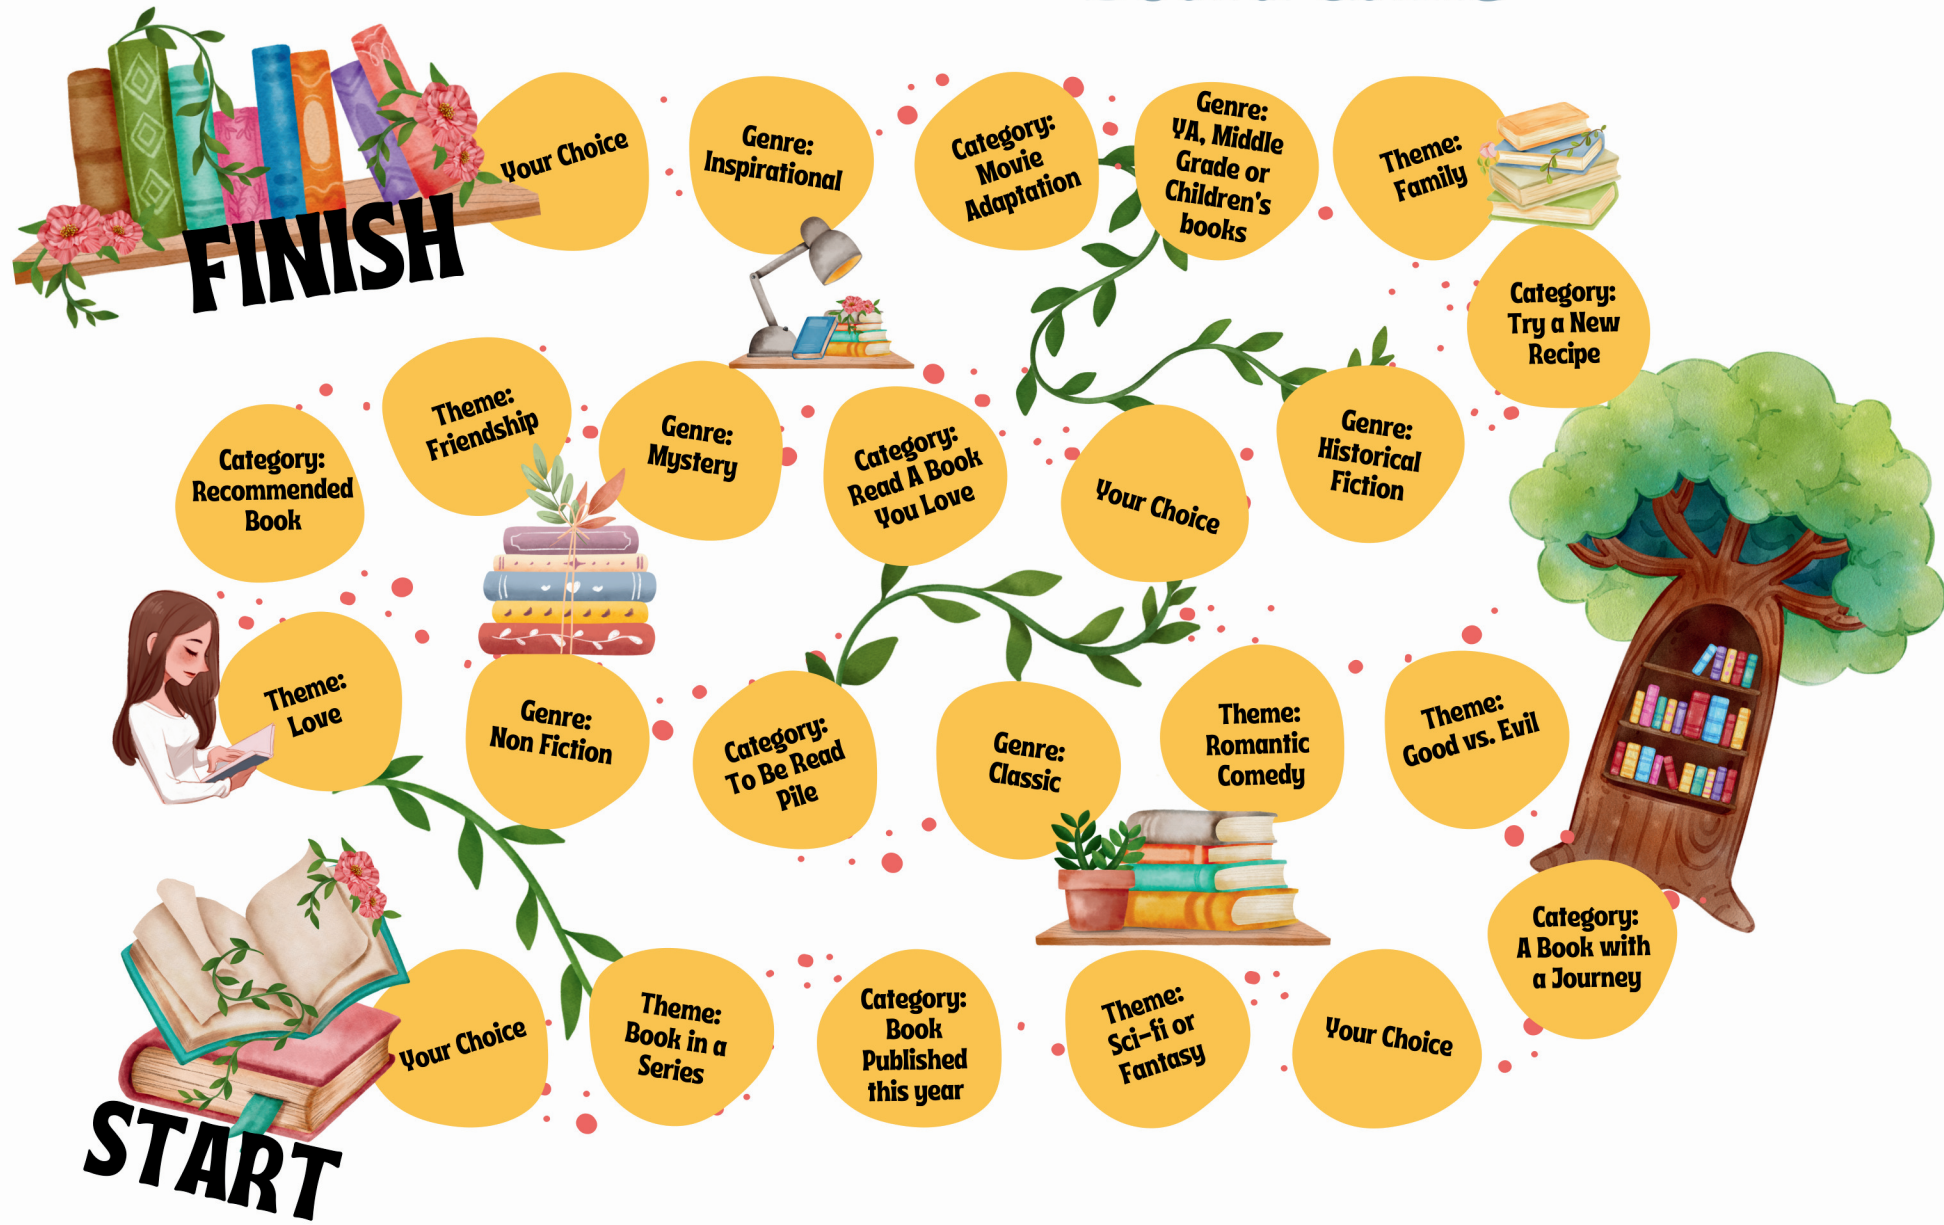 FINISH
Your Choice
Genre:
Inspirational
Category:
Movie
Adaptation
Genre:
YA, Middle
Grade or
Children's
books
Theme:
Family
Category:
Try a New
Recipe
Category:
Recommended
Book
Theme:
Friendship
Genre:
Mystery
Category:
Read A Book
You Love
Your Choice
Genre:
Historical
Fiction
Theme:
Love
Genre:
Non Fiction
Category:
To Be Read
Pile
Genre:
Classic
Theme:
Romantic
Comedy
Theme:
Good vs. Evil
Category:
A Book with
a Journey
START
Your Choice
Theme:
Book in a
Series
Category:
Book
Published
this year
Theme:
Sci-fi or
Fantasy
Your Choice